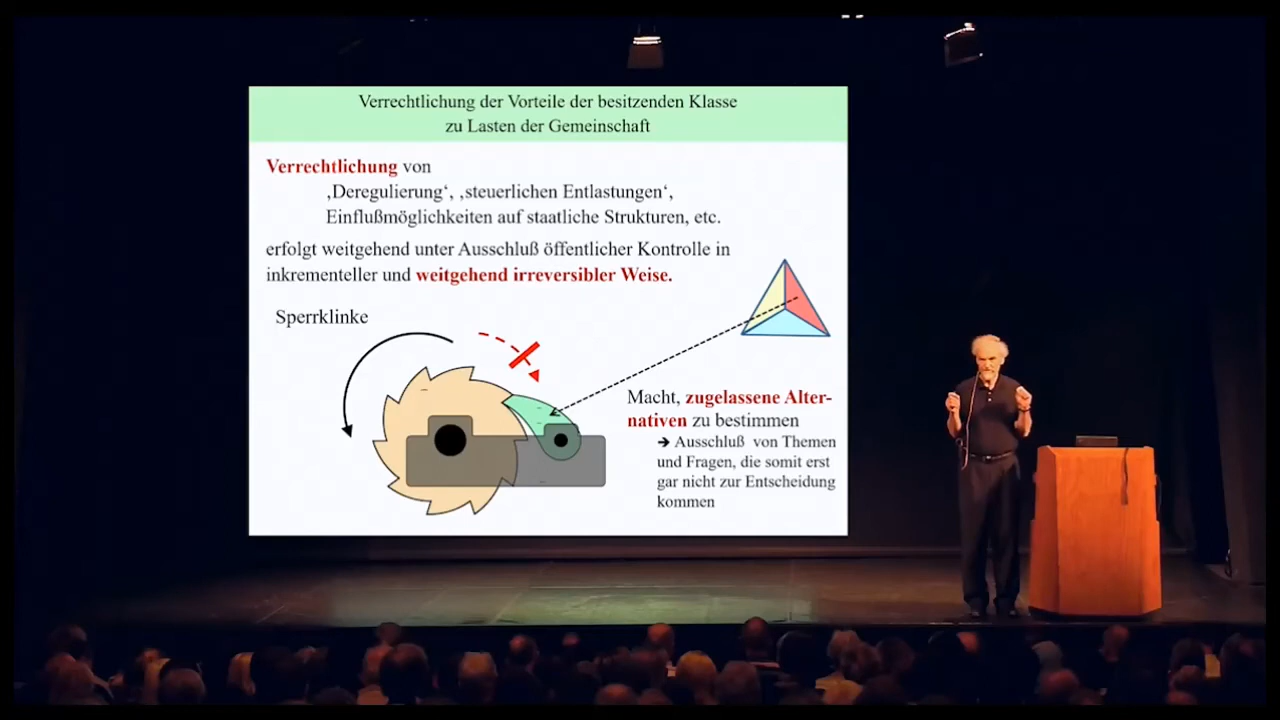 Verrechtlichung der Vorteile der besitzenden Klasse
zu Lasten der Gemeinschaft
Verrechtlichung von
‚Deregulierung‘, ‚steuerlichen Entlastungen‘,
Einflußmöglichkeiten auf staatliche Strukturen, etc.
erfolgt weitgehend unter Ausschluß öffentlicher Kontrolle in
inkrementeller und weitgehend irreversibler Weise.
Sperrklinke
Macht, zugelassene Alter-
nativen zu bestimmen
➔ Ausschluß von Themen
und Fragen, die somit erst
gar nicht zur Entscheidung
kommen